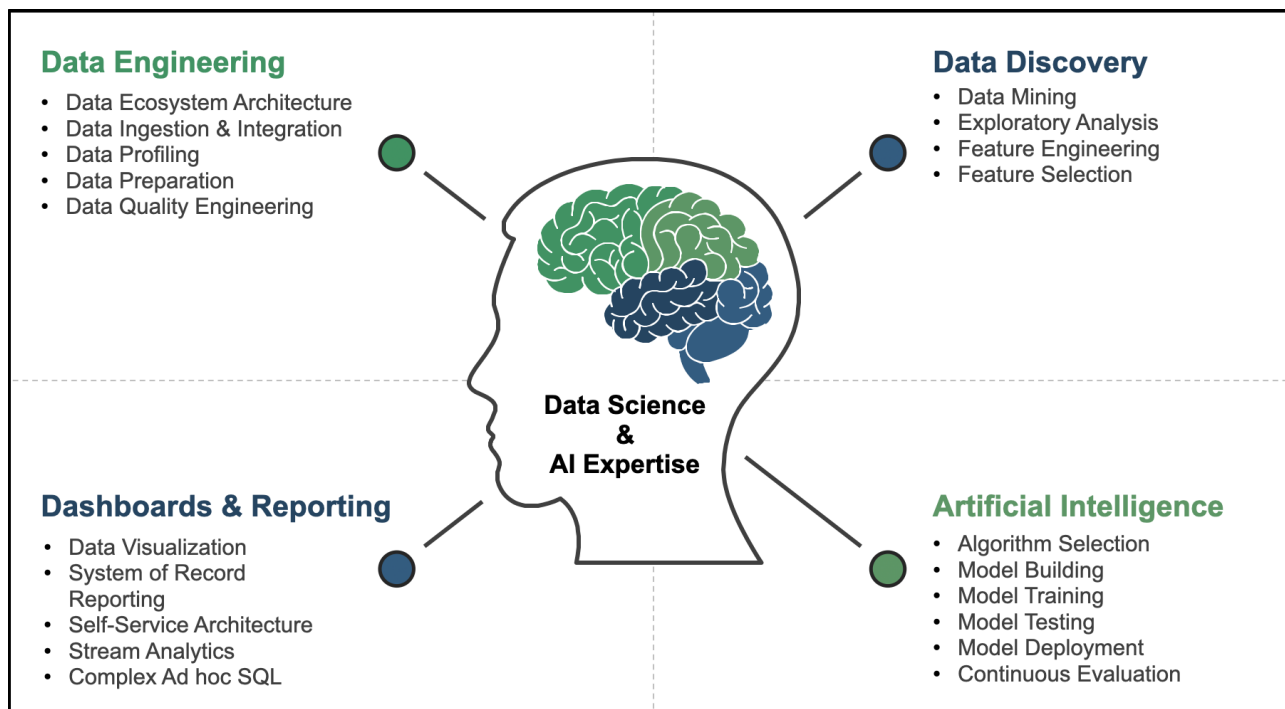 Data Engineering
• Data Ecosystem Architecture
• Data Ingestion & Integration
• Data Profiling
• Data Preparation
• Data Quality Engineering
Data Discovery
• Data Mining
• Exploratory Analysis
• Feature Engineering
• Feature Selection
Data Science
&
AI Expertise
Dashboards & Reporting
• Data Visualization
• System of Record
Reporting
• Self-Service Architecture
• Stream Analytics
• Complex Ad hoc SQL
Artificial Intelligence
• Algorithm Selection
• Model Building
• Model Training
• Model Testing
• Model Deployment
• Continuous Evaluation